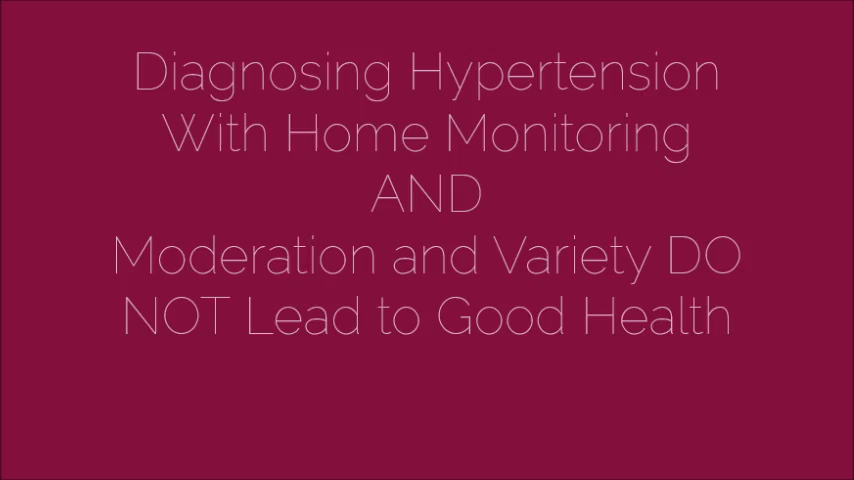 Diagnosing Hypertension
With Home Monitoring
AND
Moderation and Variety DO
NOT Lead to Good Health